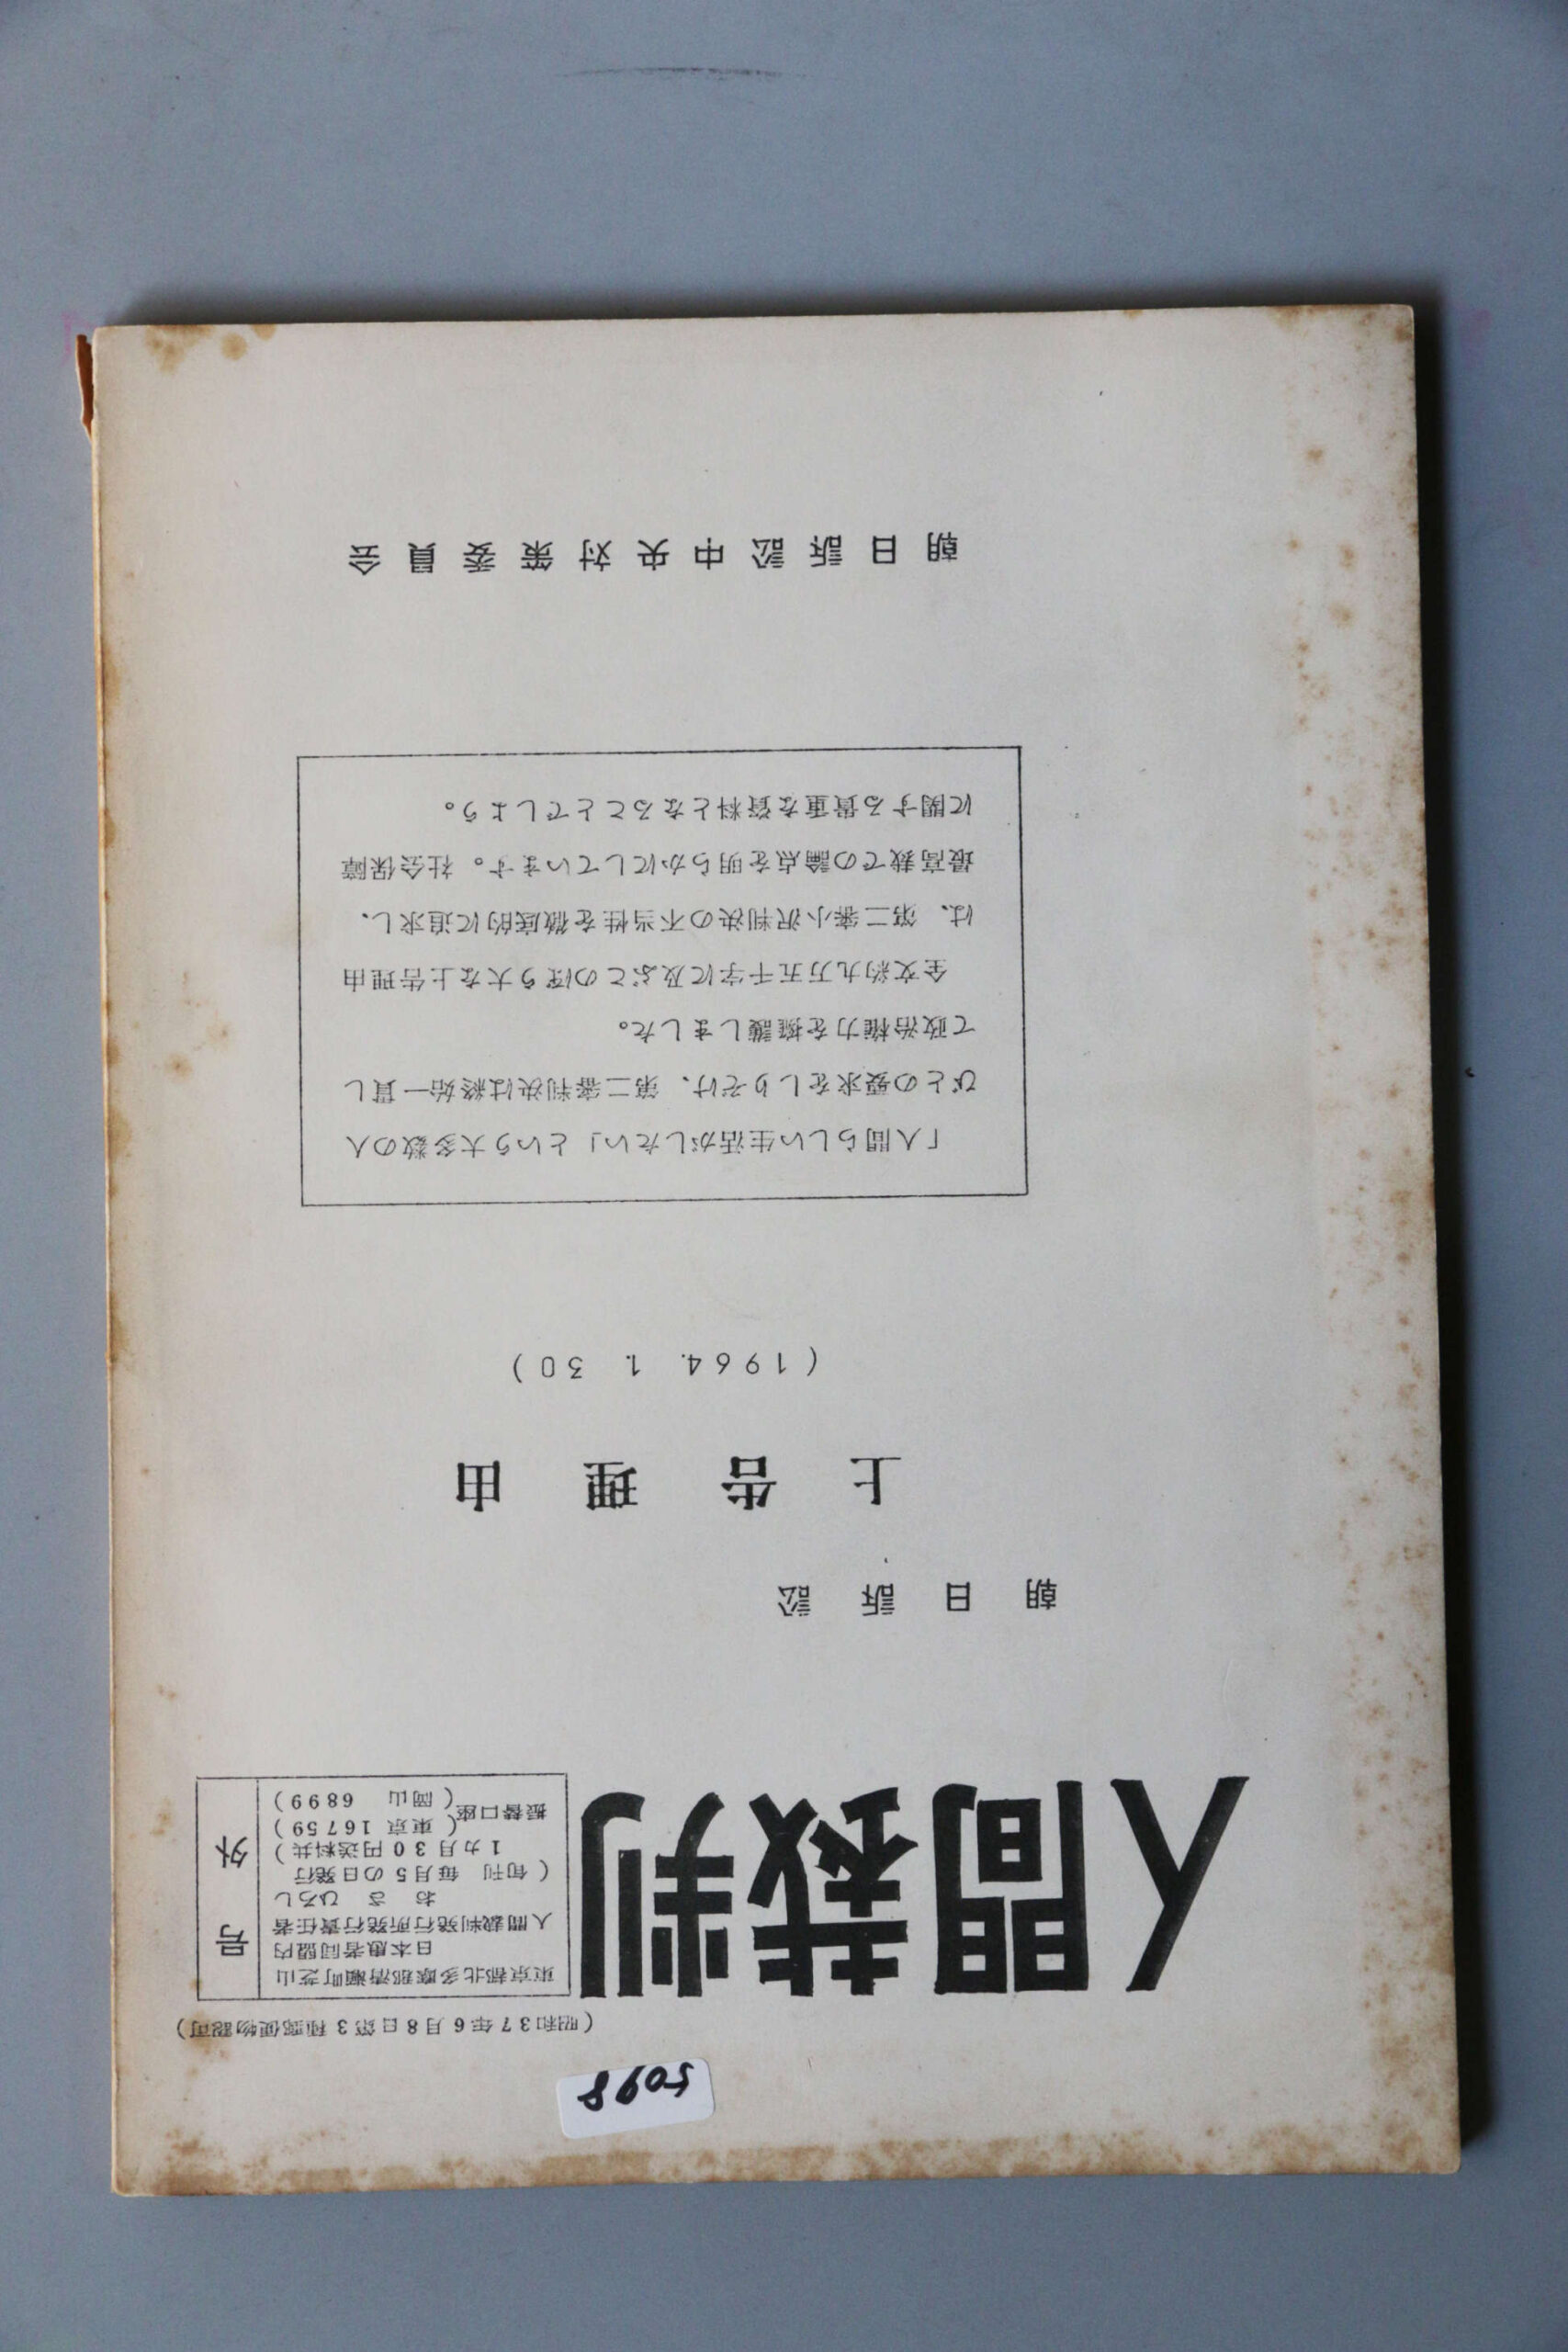 5098
(昭和37年6月8日第3種郵便物認可)
人間裁判
号外
東京都北多摩郡清瀬町芝山
日本患者同盟内
人間裁判発行所発行責任者
おさ ひろし
(旬刊 毎月5の日発行
1カ月30円送料共)
振替口座(東京 16759)
(岡山 6899)
朝日訴訟
上告理由
(1964. 1. 30)
「人間らしい生活がしたい」という大多数の人
びとの要求をしりぞけ、第二審判決は終始一貫し
て政治権力を擁護しました。
全文約九万五千字に及ぶこのぼう大な上告理由
は、第二審小沢判決の不当性を徹底的に追求し、
最高裁での論点を明らかにしています。社会保障
に関する貴重な資料となることでしょう。
朝日訴訟中央対策委員会